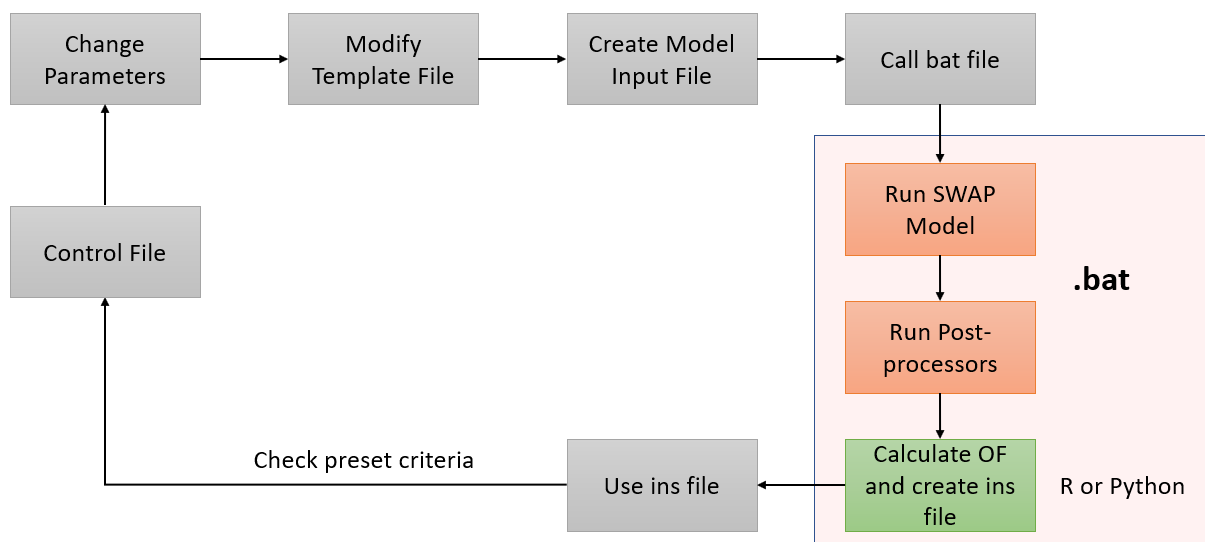 Change
Parameters
Modify
Template File
Create Model
Input File
Call bat file
Control File
Run SWAP
Model
.bat
Run Post-
processors
Check preset criteria
Use ins file
Calculate OF
and create ins
file
R or Python